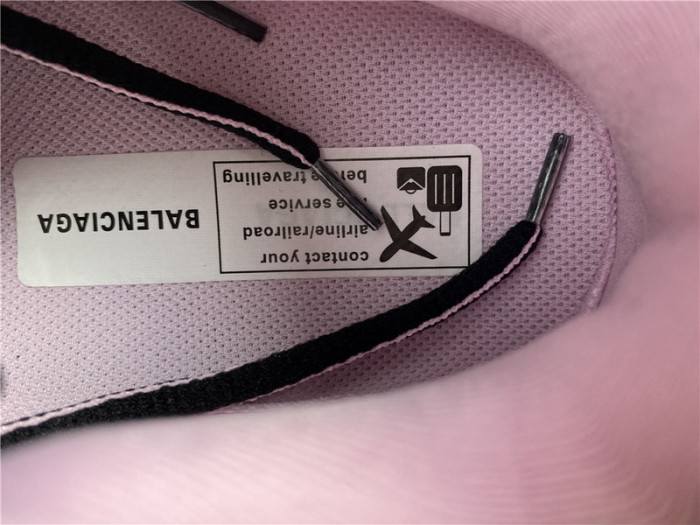 BALENCIAGA
contact your
airline/railroad
service
travelling